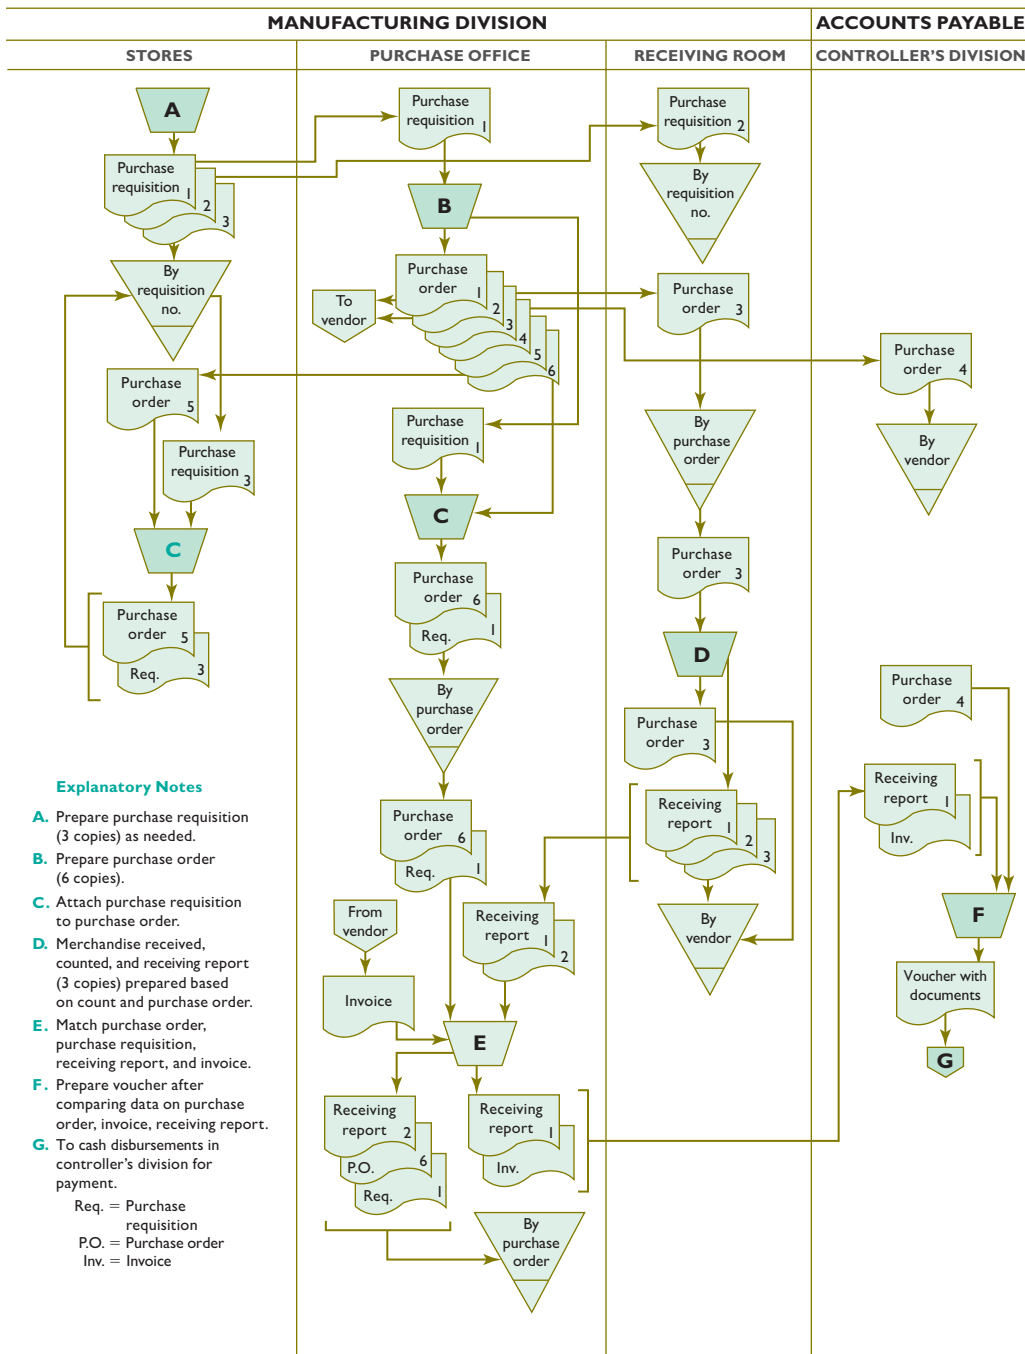 MANUFACTURING DIVISION
ACCOUNTS PAYABLE
STORES
PURCHASE OFFICE
RECEIVING ROOM
CONTROLLER'S DIVISION
A
Purchase
requisition
1
2
3
By
requisition
no.
Purchase
order
5
Purchase
requisition
3
C
Purchase
order
5
Req.
3
Explanatory Notes
A. Prepare purchase requisition
(3 copies) as needed.
B. Prepare purchase order
(6 copies).
C. Attach purchase requisition
to purchase order.
D. Merchandise received,
counted, and receiving report
(3 copies) prepared based
on count and purchase order.
E. Match purchase order,
purchase requisition,
receiving report, and invoice.
F. Prepare voucher after
comparing data on purchase
order, invoice, receiving report.
G. To cash disbursements in
controller's division for
payment.
Req. = Purchase
requisition
P.O. = Purchase order
Inv. = Invoice
Purchase
requisition
1
B
Purchase
order
1
2
3
4
5
6
To
vendor
Purchase
requisition
1
C
Purchase
order
6
Req.
1
By
purchase
order
Purchase
order
6
Req.
1
From
vendor
Receiving
report
1
2
Invoice
E
Receiving
report
2
P.O.
6
Req.
1
Receiving
report
1
Inv.
By
purchase
order
Purchase
requisition
2
By
requisition
no.
Purchase
order
3
By
purchase
order
Purchase
order
3
D
Purchase
order
3
Receiving
report
1
2
3
By
vendor
Purchase
order
4
By
vendor
Purchase
order
4
Receiving
report
1
Inv.
F
Voucher with
documents
G